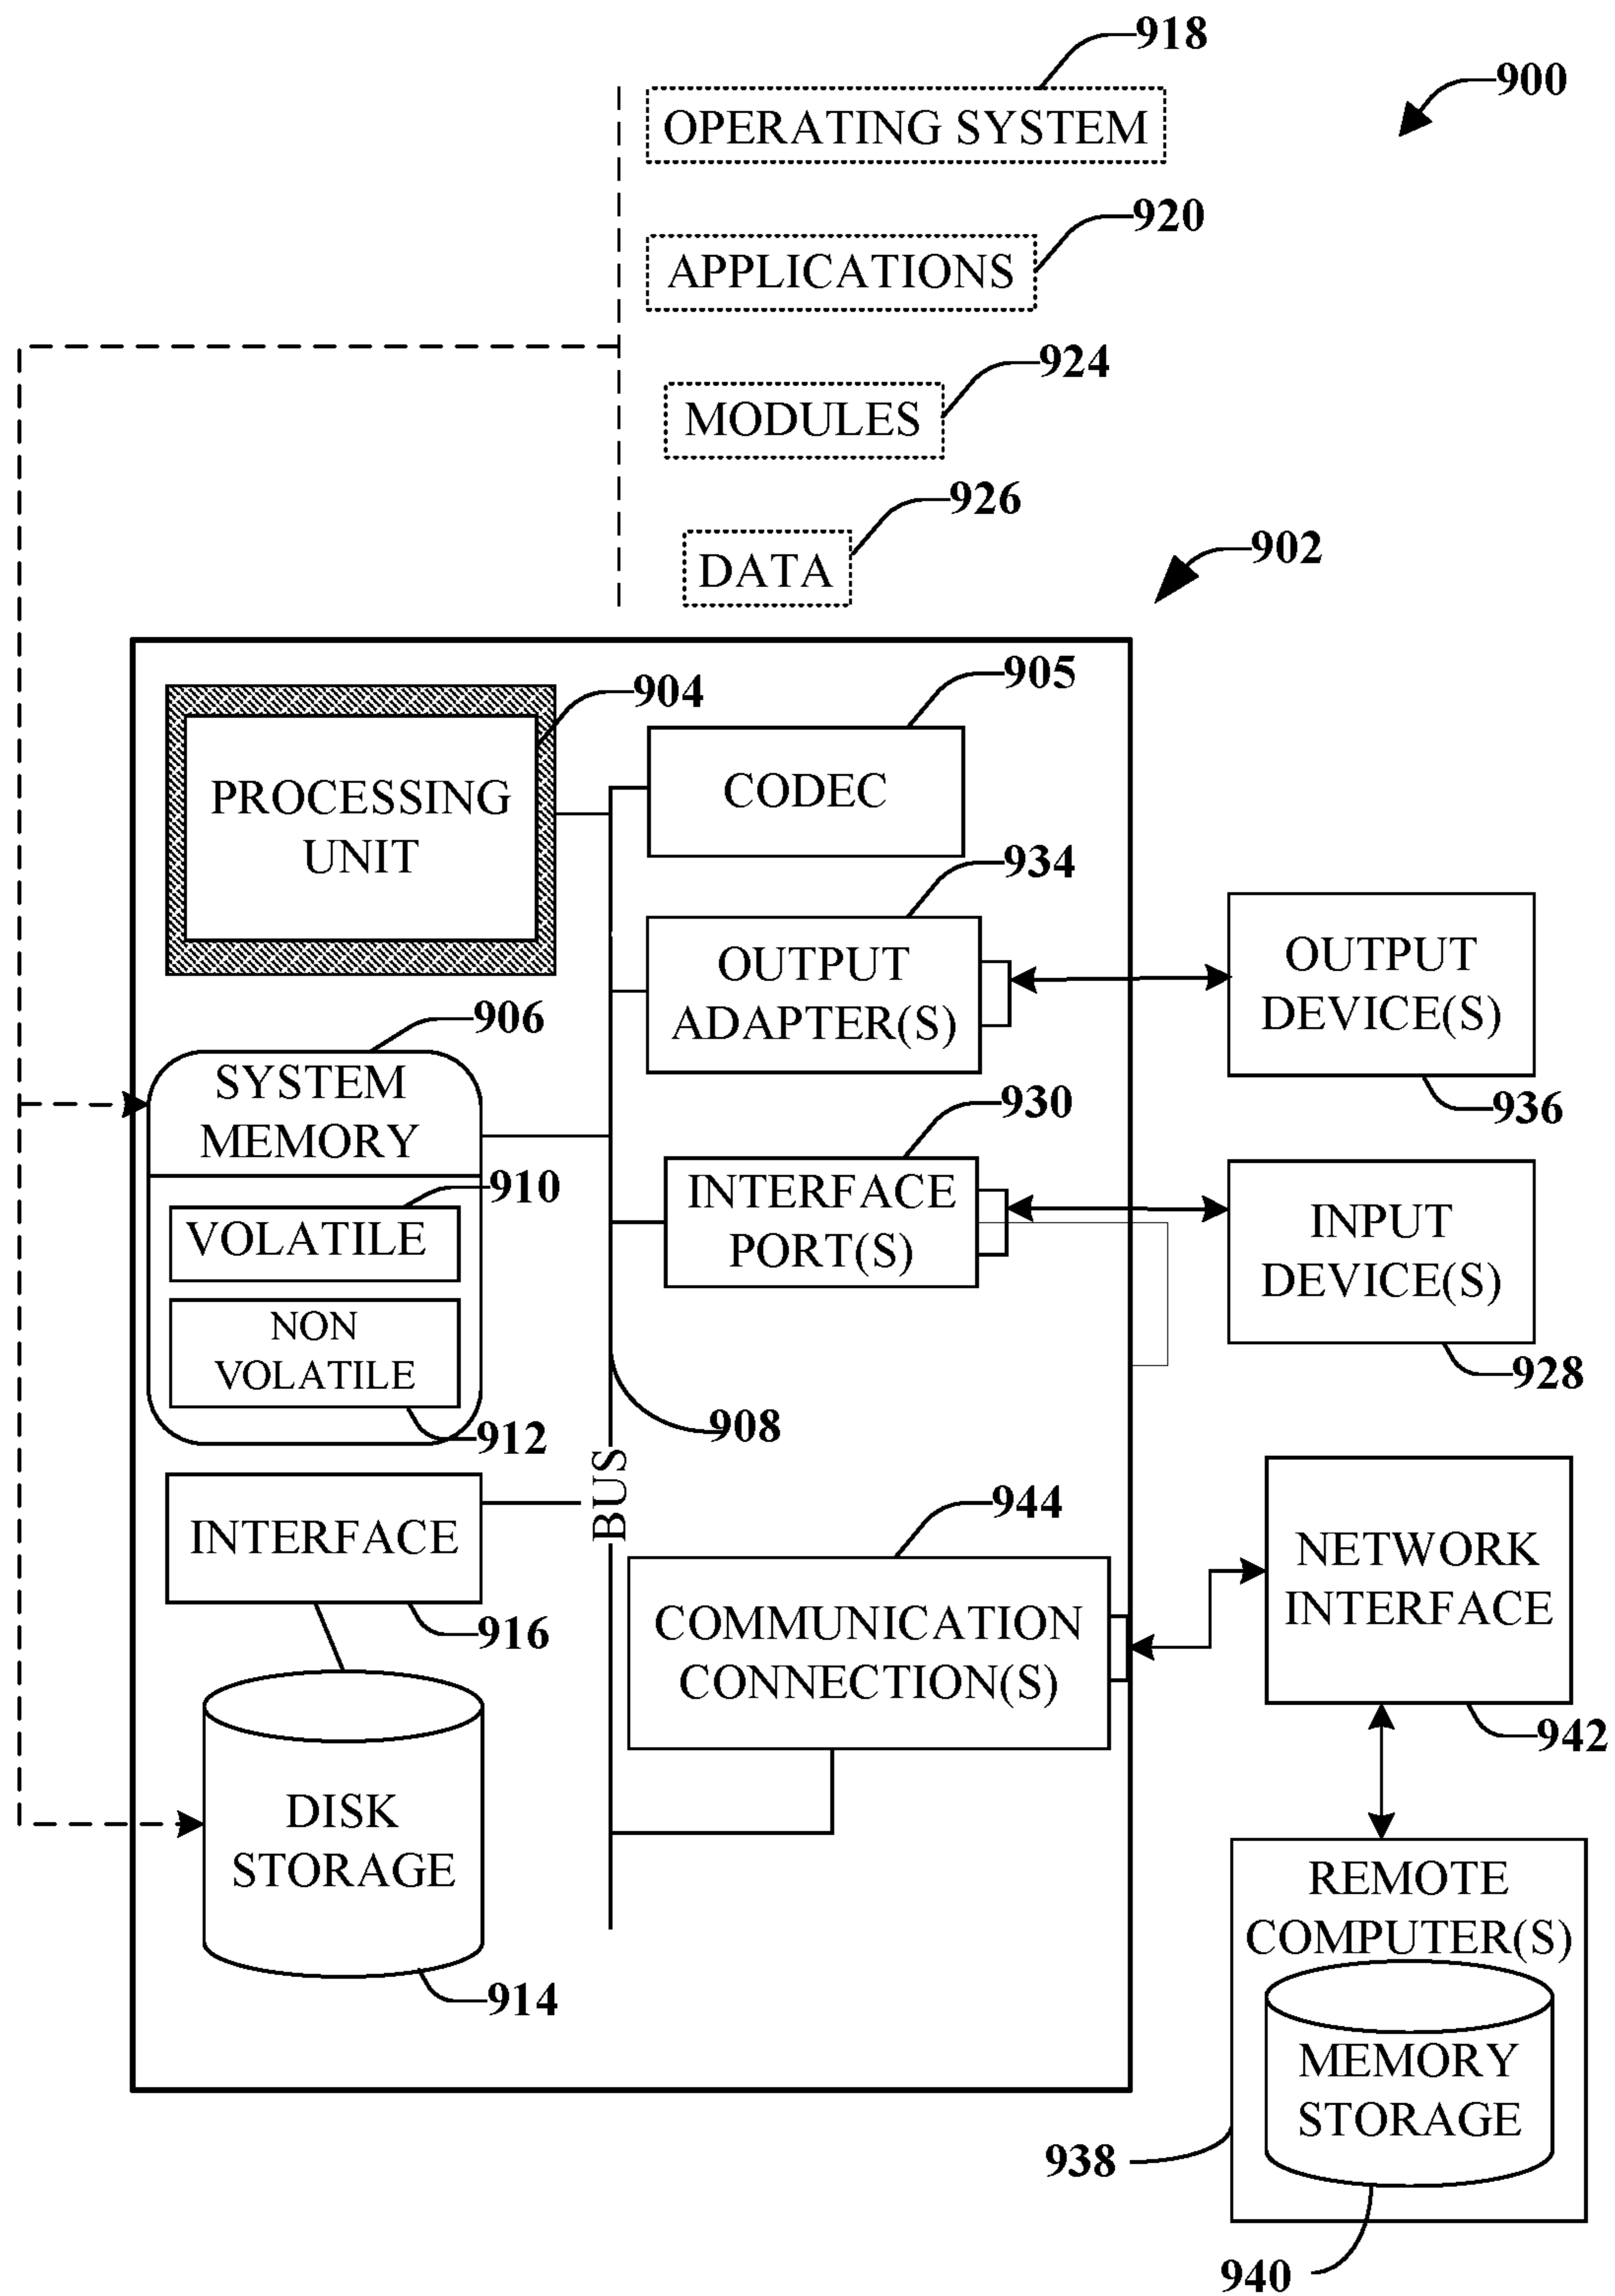 918
900
OPERATING SYSTEM
920
APPLICATIONS
924
MODULES
926
DATA
902
904
PROCESSING
UNIT
905
CODEC
934
OUTPUT
ADAPTER(S)
OUTPUT
DEVICE(S)
936
906
SYSTEM
MEMORY
910
VOLATILE
NON
VOLATILE
912
930
INTERFACE
PORT(S)
INPUT
DEVICE(S)
928
908
BUS
INTERFACE
916
944
COMMUNICATION
CONNECTION(S)
NETWORK
INTERFACE
942
DISK
STORAGE
914
REMOTE
COMPUTER(S)
MEMORY
STORAGE
938
940